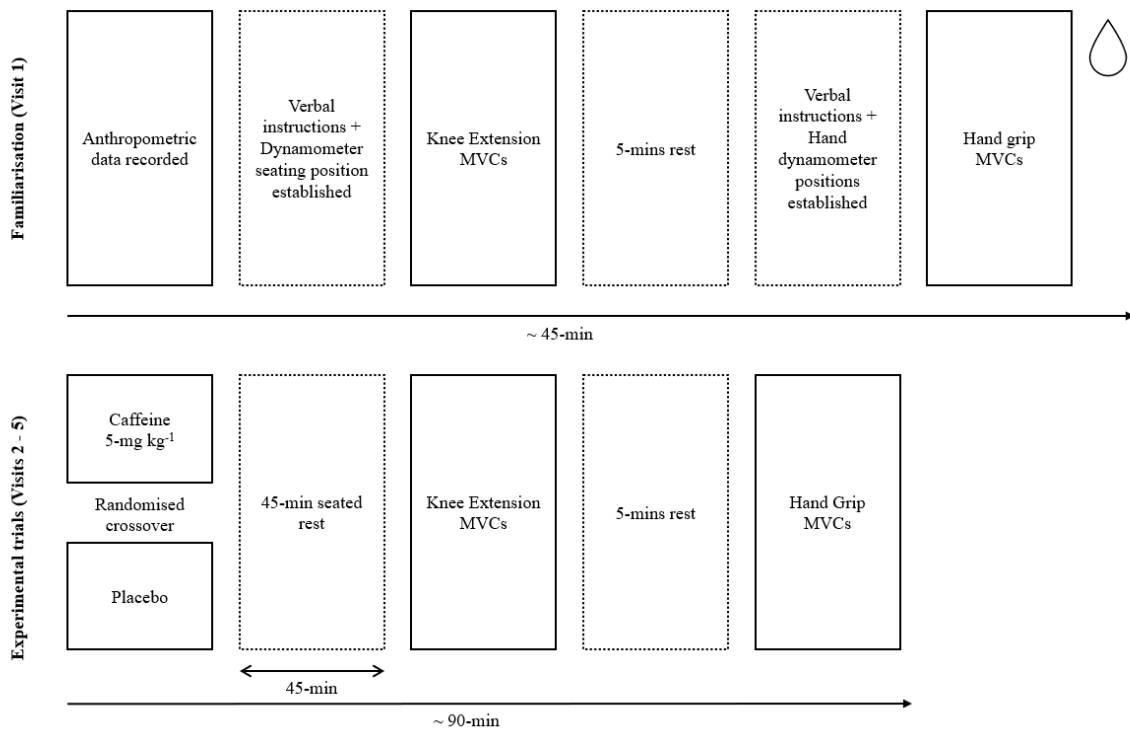 Familiarisation (Visit 1)
Anthropometric
data recorded
Verbal
instructions +
Dynamometer
seating position
established
Knee Extension
MVCs
5-mins rest
Verbal
instructions +
Hand
dynamometer
positions
established
Hand grip
MVCs
~ 45-min
Experimental trials (Visits 2 - 5)
Caffeine
5-mg kg⁻¹
Randomised
crossover
Placebo
45-min seated
rest
Knee Extension
MVCs
5-mins rest
Hand Grip
MVCs
45-min
~ 90-min